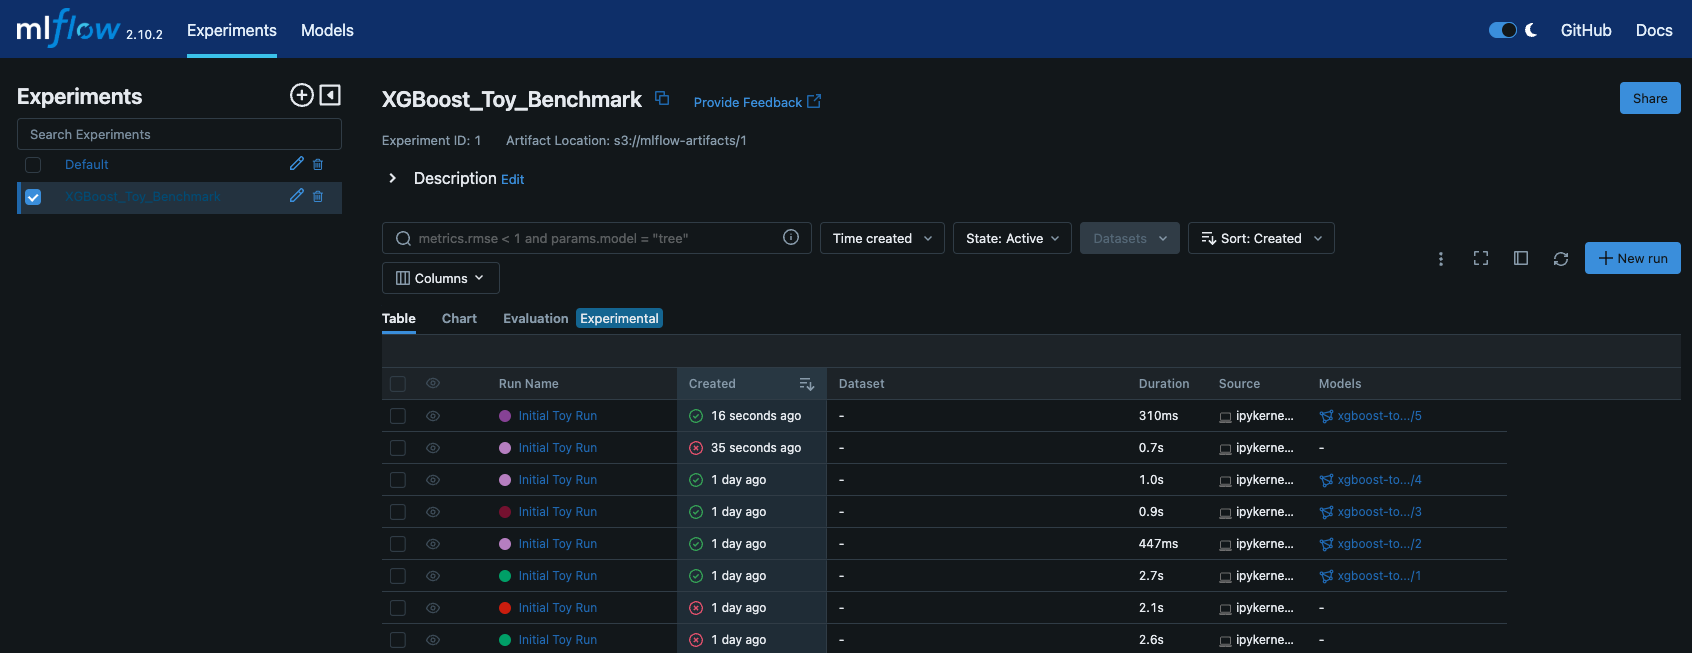 mlflow 2.10.2 Experiments Models GitHub Docs
Experiments
Search Experiments
Default
XGBoost_Toy_Benchmark
XGBoost_Toy_Benchmark Provide Feedback Share
Experiment ID: 1 Artifact Location: s3://mlflow-artifacts/1
Description Edit
metrics.rmse < 1 and params.model = "tree" Time created State: Active Datasets Sort: Created
Columns
New run
Table Chart Evaluation Experimental
Run Name Created Dataset Duration Source Models
Initial Toy Run 16 seconds ago - 310ms ipykerne... xgboost-to.../5
Initial Toy Run 35 seconds ago - 0.7s ipykerne... -
Initial Toy Run 1 day ago - 1.0s ipykerne... xgboost-to.../4
Initial Toy Run 1 day ago - 0.9s ipykerne... xgboost-to.../3
Initial Toy Run 1 day ago - 447ms ipykerne... xgboost-to.../2
Initial Toy Run 1 day ago - 2.7s ipykerne... xgboost-to.../1
Initial Toy Run 1 day ago - 2.1s ipykerne... -
Initial Toy Run 1 day ago - 2.6s ipykerne... -